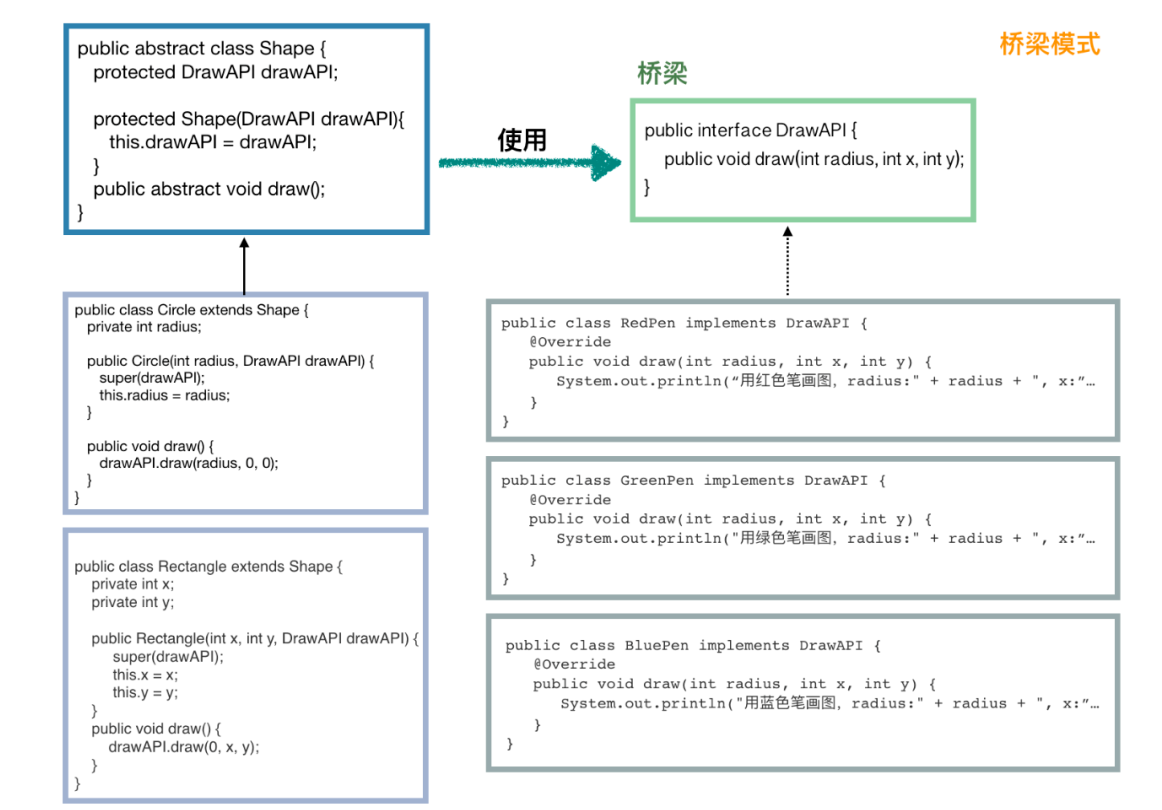 桥梁模式
public abstract class Shape {
protected DrawAPI drawAPI;
protected Shape(DrawAPI drawAPI){
this.drawAPI = drawAPI;
}
public abstract void draw();
}
使用
桥梁
public interface DrawAPI {
public void draw(int radius, int x, int y);
}
public class Circle extends Shape {
private int radius;
public Circle(int radius, DrawAPI drawAPI) {
super(drawAPI);
this.radius = radius;
}
public void draw() {
drawAPI.draw(radius, 0, 0);
}
}
public class Rectangle extends Shape {
private int x;
private int y;
public Rectangle(int x, int y, DrawAPI drawAPI) {
super(drawAPI);
this.x = x;
this.y = y;
}
public void draw() {
drawAPI.draw(0, x, y);
}
}
public class RedPen implements DrawAPI {
@Override
public void draw(int radius, int x, int y) {
System.out.println(“用红色笔画图，radius:" + radius + ", x:”…
}
}
public class GreenPen implements DrawAPI {
@Override
public void draw(int radius, int x, int y) {
System.out.println("用绿色笔画图，radius:" + radius + ", x:”…
}
}
public class BluePen implements DrawAPI {
@Override
public void draw(int radius, int x, int y) {
System.out.println("用蓝色笔画图，radius:" + radius + ", x:”…
}
}